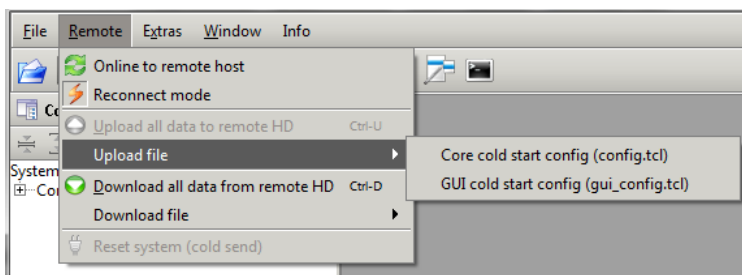 File Remote Extras Window Info
Online to remote host
Reconnect mode
Upload all data to remote HD Ctrl-U
Upload file
Core cold start config (config.tcl)
GUI cold start config (gui_config.tcl)
System
Download all data from remote HD Ctrl-D
Download file
Reset system (cold send)